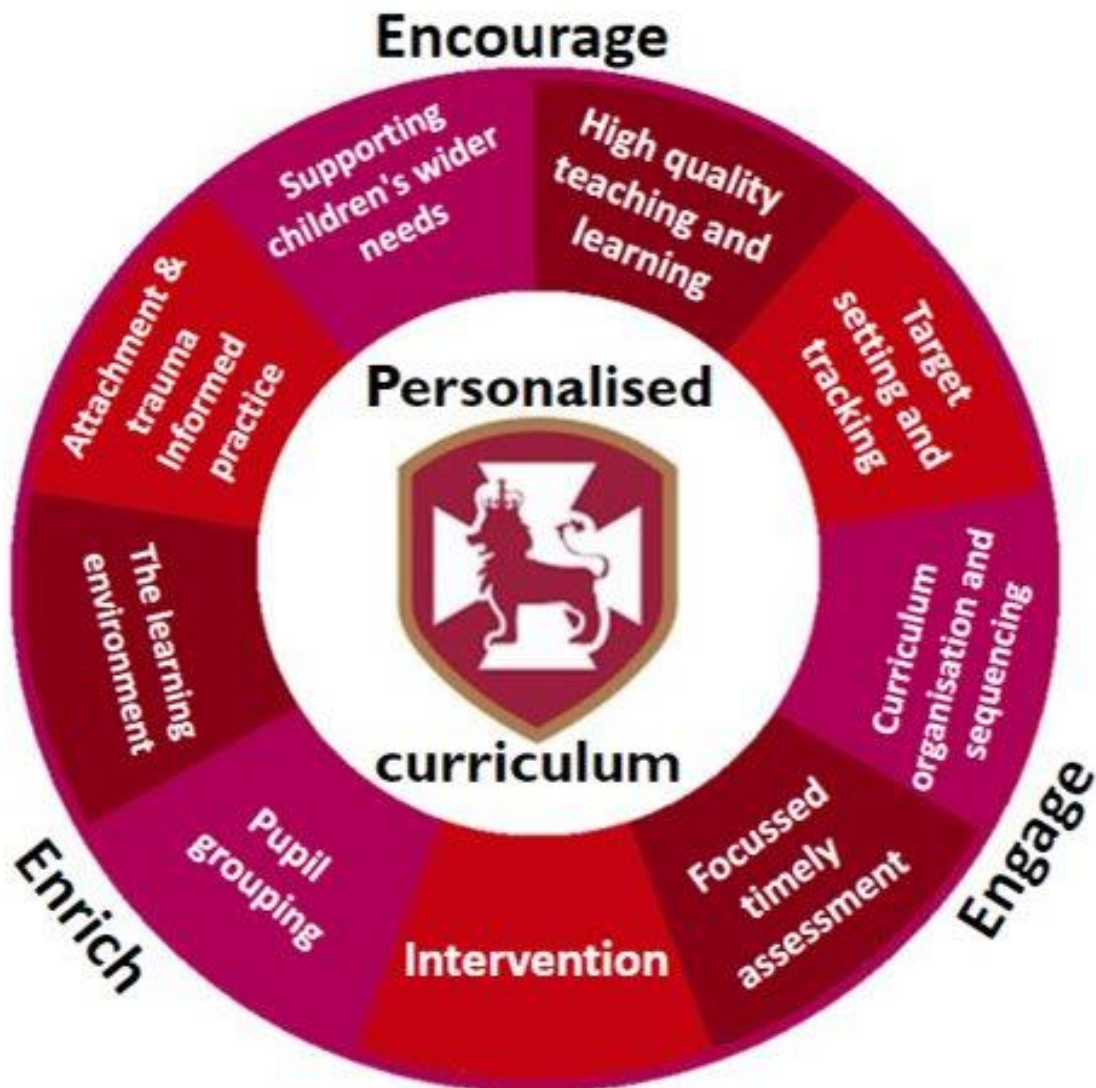 Encourage
High quality
teaching and
learning
Target
setting and
tracking
Curriculum
organisation and
sequencing
Engage
Focussed
timely
assessment
Intervention
Pupil
grouping
Enrich
The learning
environment
Attachment &
trauma
Informed
practice
Supporting
children's wider
needs
Personalised
curriculum